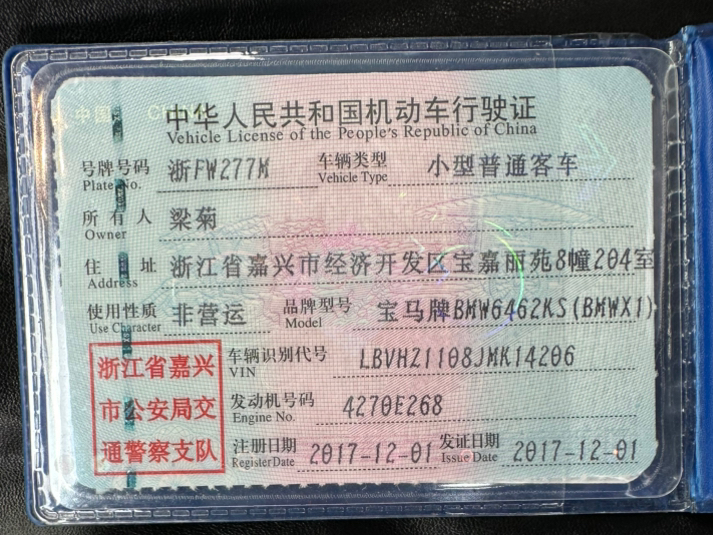 中国 CHINA
中华人民共和国机动车行驶证
Vehicle License of the People's Republic of China
号牌号码 浙FW277M 车辆类型 小型普通客车
Plate No. Vehicle Type
所有人 梁菊
Owner
住址 浙江省嘉兴市经济开发区宝嘉丽苑8幢204室
Address
使用性质 非营运 品牌型号 宝马牌BMW6462KS(BMWX1)
Use Character Model
浙江省嘉兴
市公安局交
通警察支队
车辆识别代号 LBVHZ1108JMK14206
VIN
发动机号码 4270E268
Engine No.
注册日期 2017-12-01 发证日期 2017-12-01
Register Date Issue Date